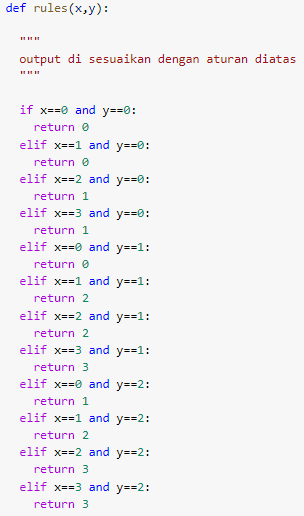 def rules(x,y):
"""
output di sesuaikan dengan aturan diatas
"""
if x==0 and y==0:
return 0
elif x==1 and y==0:
return 0
elif x==2 and y==0:
return 1
elif x==3 and y==0:
return 1
elif x==0 and y==1:
return 0
elif x==1 and y==1:
return 2
elif x==2 and y==1:
return 2
elif x==3 and y==1:
return 3
elif x==0 and y==2:
return 1
elif x==1 and y==2:
return 2
elif x==2 and y==2:
return 3
elif x==3 and y==2:
return 3